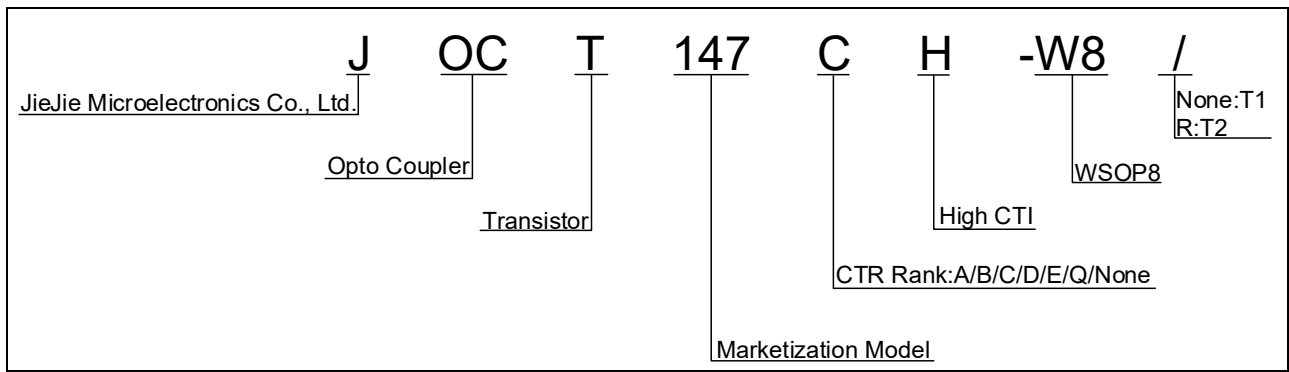 J OC T 147 C H -W8 /
JieJie Microelectronics Co., Ltd.
None:T1
R:T2
Opto Coupler
WSOP8
Transistor
High CTI
CTR Rank:A/B/C/D/E/Q/None
Marketization Model